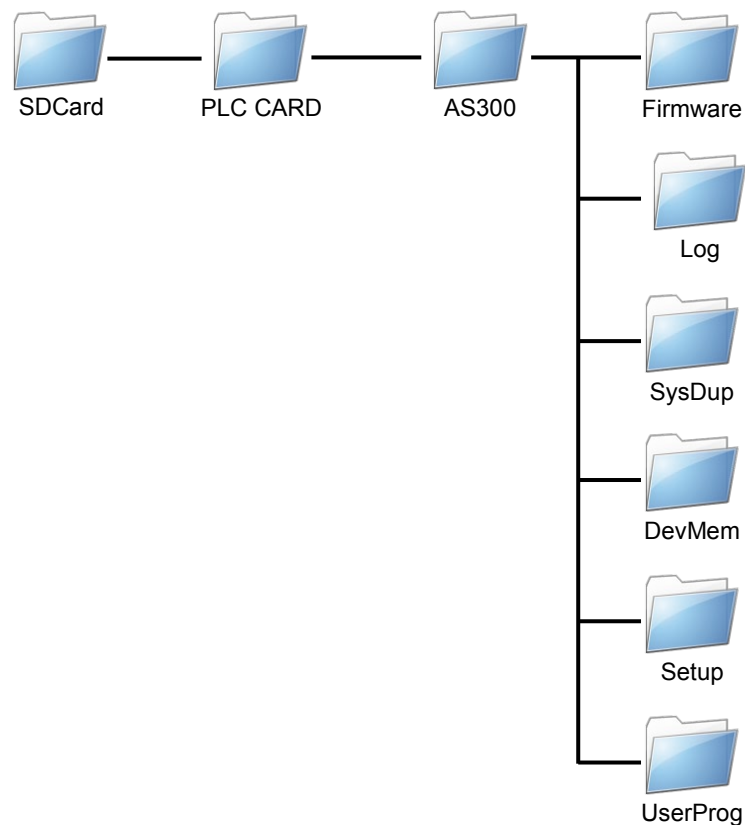 SDCard
PLC CARD
AS300
Firmware
Log
SysDup
DevMem
Setup
UserProg